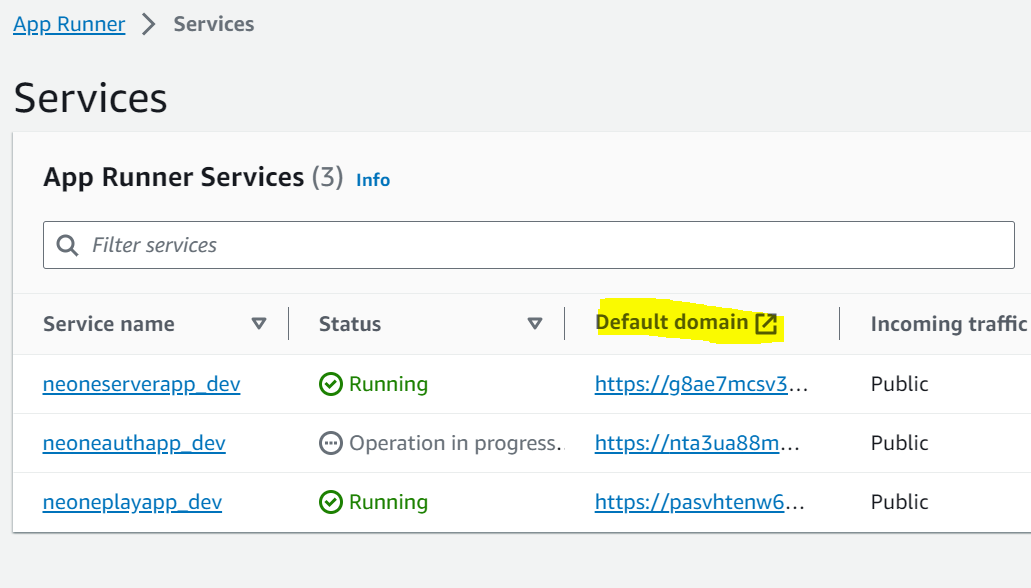 App Runner > Services
Services
App Runner Services (3) Info
Filter services
Service name Status Default domain Incoming traffic
neoneserverapp_dev Running https://g8ae7mcsv3... Public
neoneauthapp_dev Operation in progress. https://nta3ua88m... Public
neoneplayapp_dev Running https://pasvhtenw6... Public